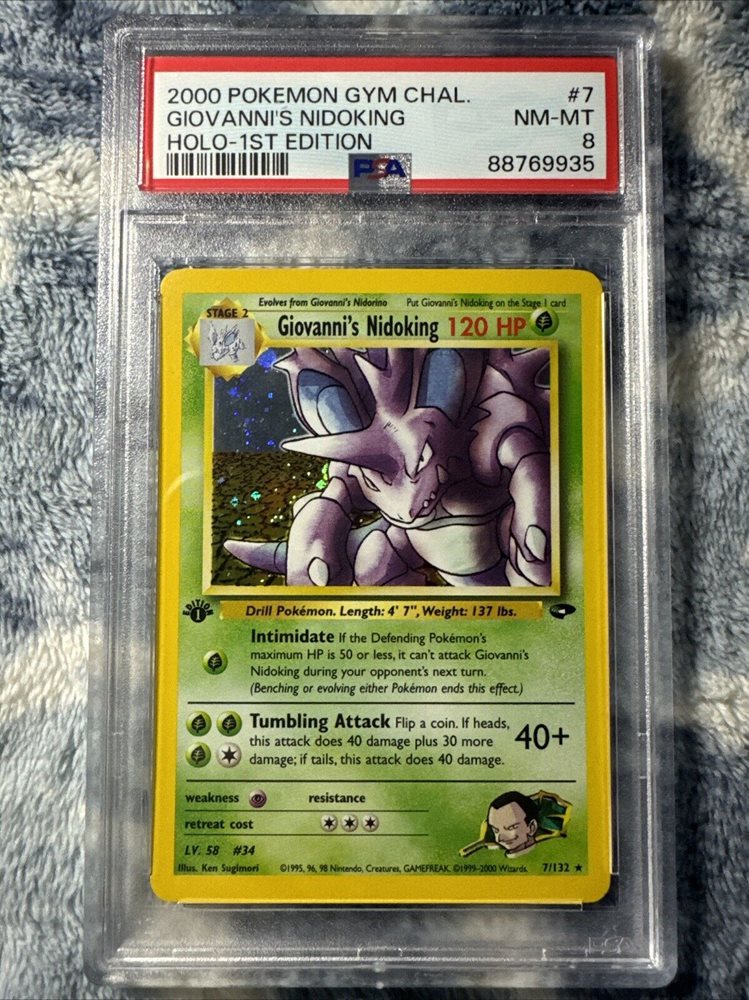 2000 POKEMON GYM CHAL. #7
GIOVANNI'S NIDOKING NM-MT
HOLO-1ST EDITION 8
PSA 88769935
Evolves from Giovanni's Nidorino Put Giovanni's Nidoking on the Stage 1 card
STAGE 2
Giovanni's Nidoking 120 HP
EDITION
1
Drill Pokémon. Length: 4' 7", Weight: 137 lbs.
Intimidate If the Defending Pokémon's
maximum HP is 50 or less, it can't attack Giovanni's
Nidoking during your opponent's next turn.
(Benching or evolving either Pokémon ends this effect.)
Tumbling Attack Flip a coin. If heads,
this attack does 40 damage plus 30 more
damage; if tails, this attack does 40 damage.
40+
weakness resistance
retreat cost
LV. 58 #34
Illus. Ken Sugimori ©1995, 96, 98 Nintendo, Creatures, GAMEFREAK. ©1999-2000 Wizards. 7/132 ★